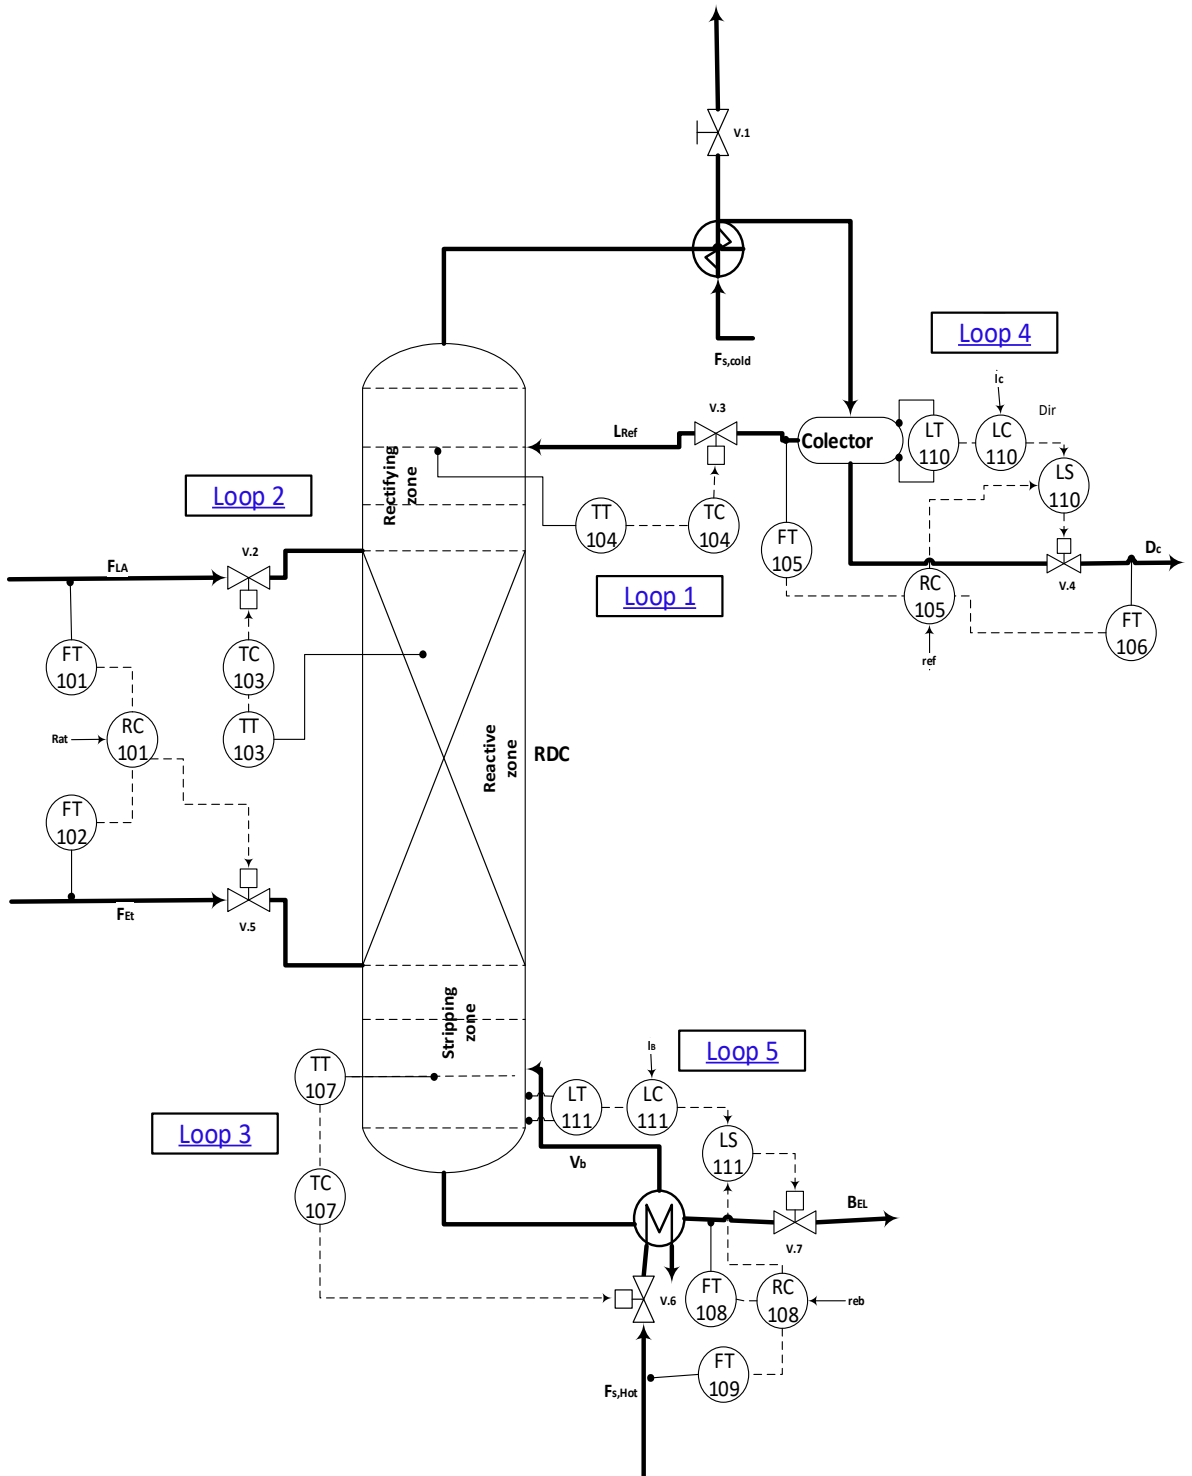 V.1
Fs,cold
Loop 4
Ic
Dir
V.3
LRef
Colector
LT
110
LC
110
LS
110
Rectifying
zone
Loop 2
TT
104
TC
104
FT
105
Loop 1
RC
105
ref
V.4
Dc
FT
106
FLA
V.2
FT
101
TC
103
TT
103
Rat
RC
101
FT
102
FEt
V.5
Reactive
zone
RDC
Stripping
zone
TT
107
Loop 3
TC
107
IB
Loop 5
LT
111
LC
111
LS
111
Vb
BEL
V.7
V.6
FT
108
RC
108
reb
FT
109
Fs,Hot